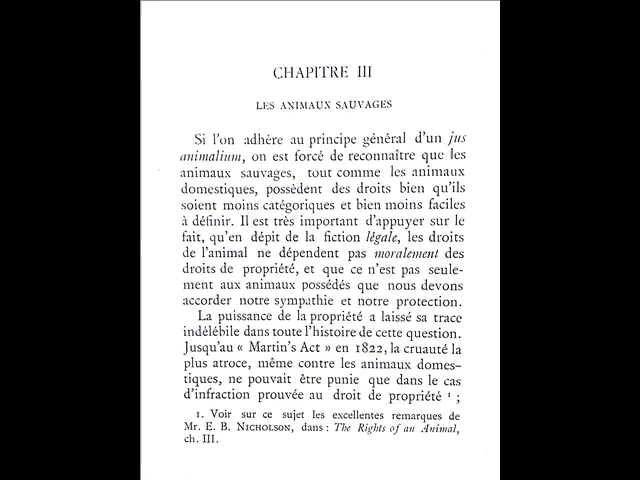 CHAPITRE III
LES ANIMAUX SAUVAGES
Si l'on adhère au principe général d'un jus
animalium, on est forcé de reconnaître que les
animaux sauvages, tout comme les animaux
domestiques, possèdent des droits bien qu'ils
soient moins catégoriques et bien moins faciles
à définir. Il est très important d'appuyer sur le
fait, qu'en dépit de la fiction légale, les droits
de l'animal ne dépendent pas moralement des
droits de propriété, et que ce n'est pas seule-
ment aux animaux possédés que nous devons
accorder notre sympathie et notre protection.
La puissance de la propriété a laissé sa trace
indélébile dans toute l'histoire de cette question.
Jusqu'au « Martin's Act » en 1822, la cruauté la
plus atroce, même contre les animaux domes-
tiques, ne pouvait être punie que dans le cas
d'infraction prouvée au droit de propriété ¹ ;
1. Voir sur ce sujet les excellentes remarques de
Mr. E. B. NICHOLSON, dans : The Rights of an Animal,
ch. III.